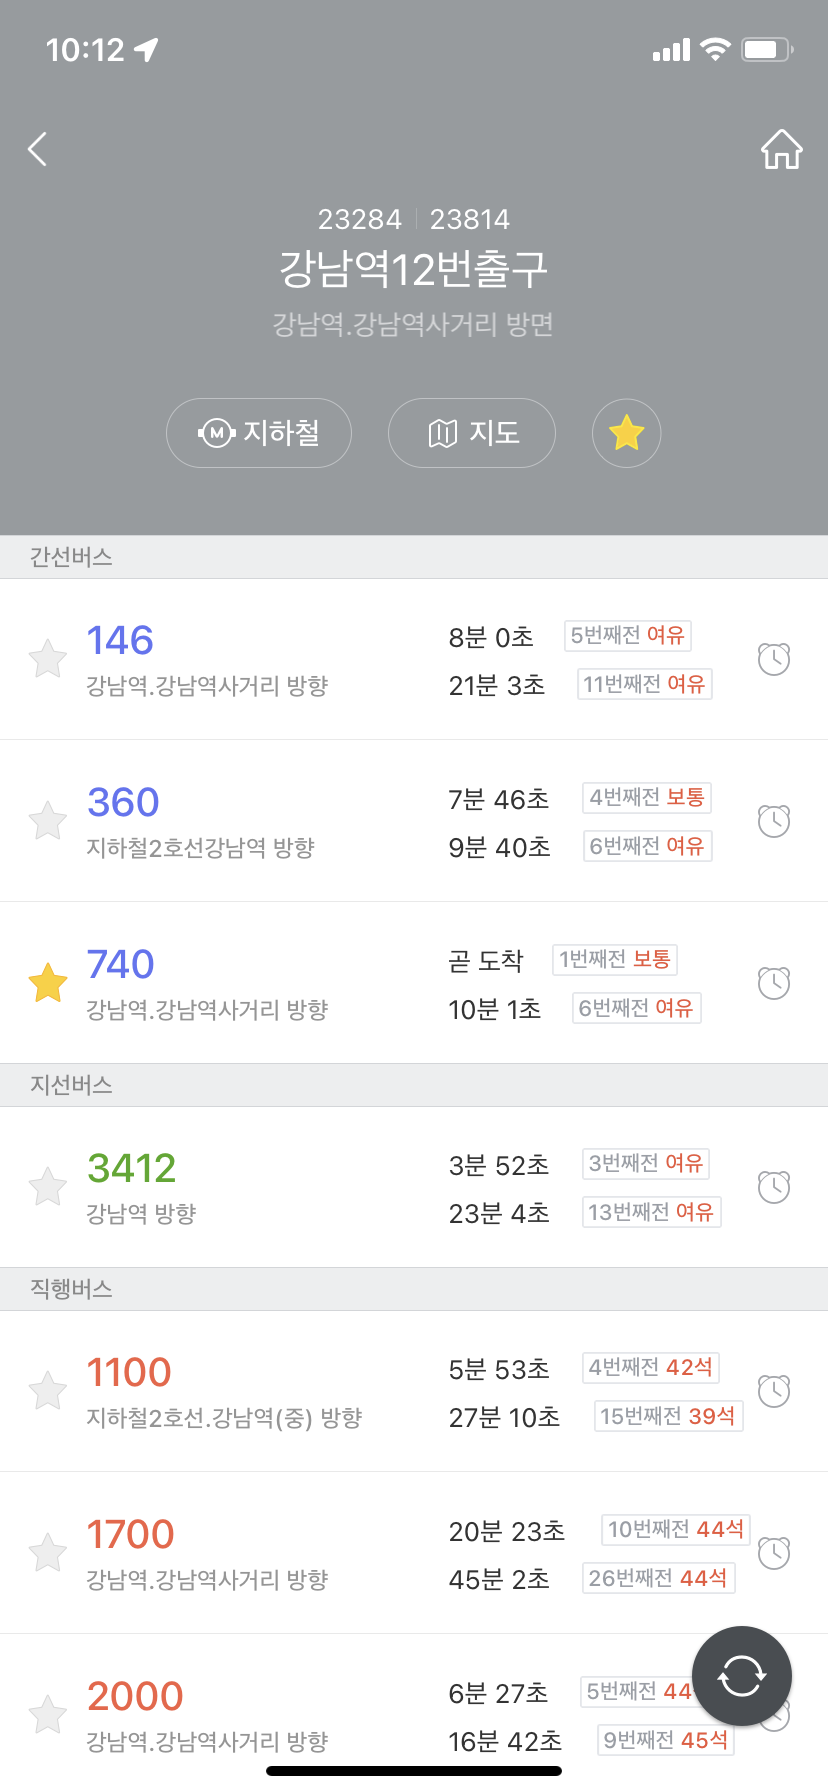 10:12
23284 | 23814
강남역12번출구
강남역.강남역사거리 방면
지하철 지도
간선버스
146 8분 0초 5번째전 여유
강남역.강남역사거리 방향 21분 3초 11번째전 여유
360 7분 46초 4번째전 보통
지하철2호선강남역 방향 9분 40초 6번째전 여유
740 곧 도착 1번째전 보통
강남역.강남역사거리 방향 10분 1초 6번째전 여유
지선버스
3412 3분 52초 3번째전 여유
강남역 방향 23분 4초 13번째전 여유
직행버스
1100 5분 53초 4번째전 42석
지하철2호선.강남역(중) 방향 27분 10초 15번째전 39석
1700 20분 23초 10번째전 44석
강남역.강남역사거리 방향 45분 2초 26번째전 44석
2000 6분 27초 5번째전 44
강남역.강남역사거리 방향 16분 42초 9번째전 45석